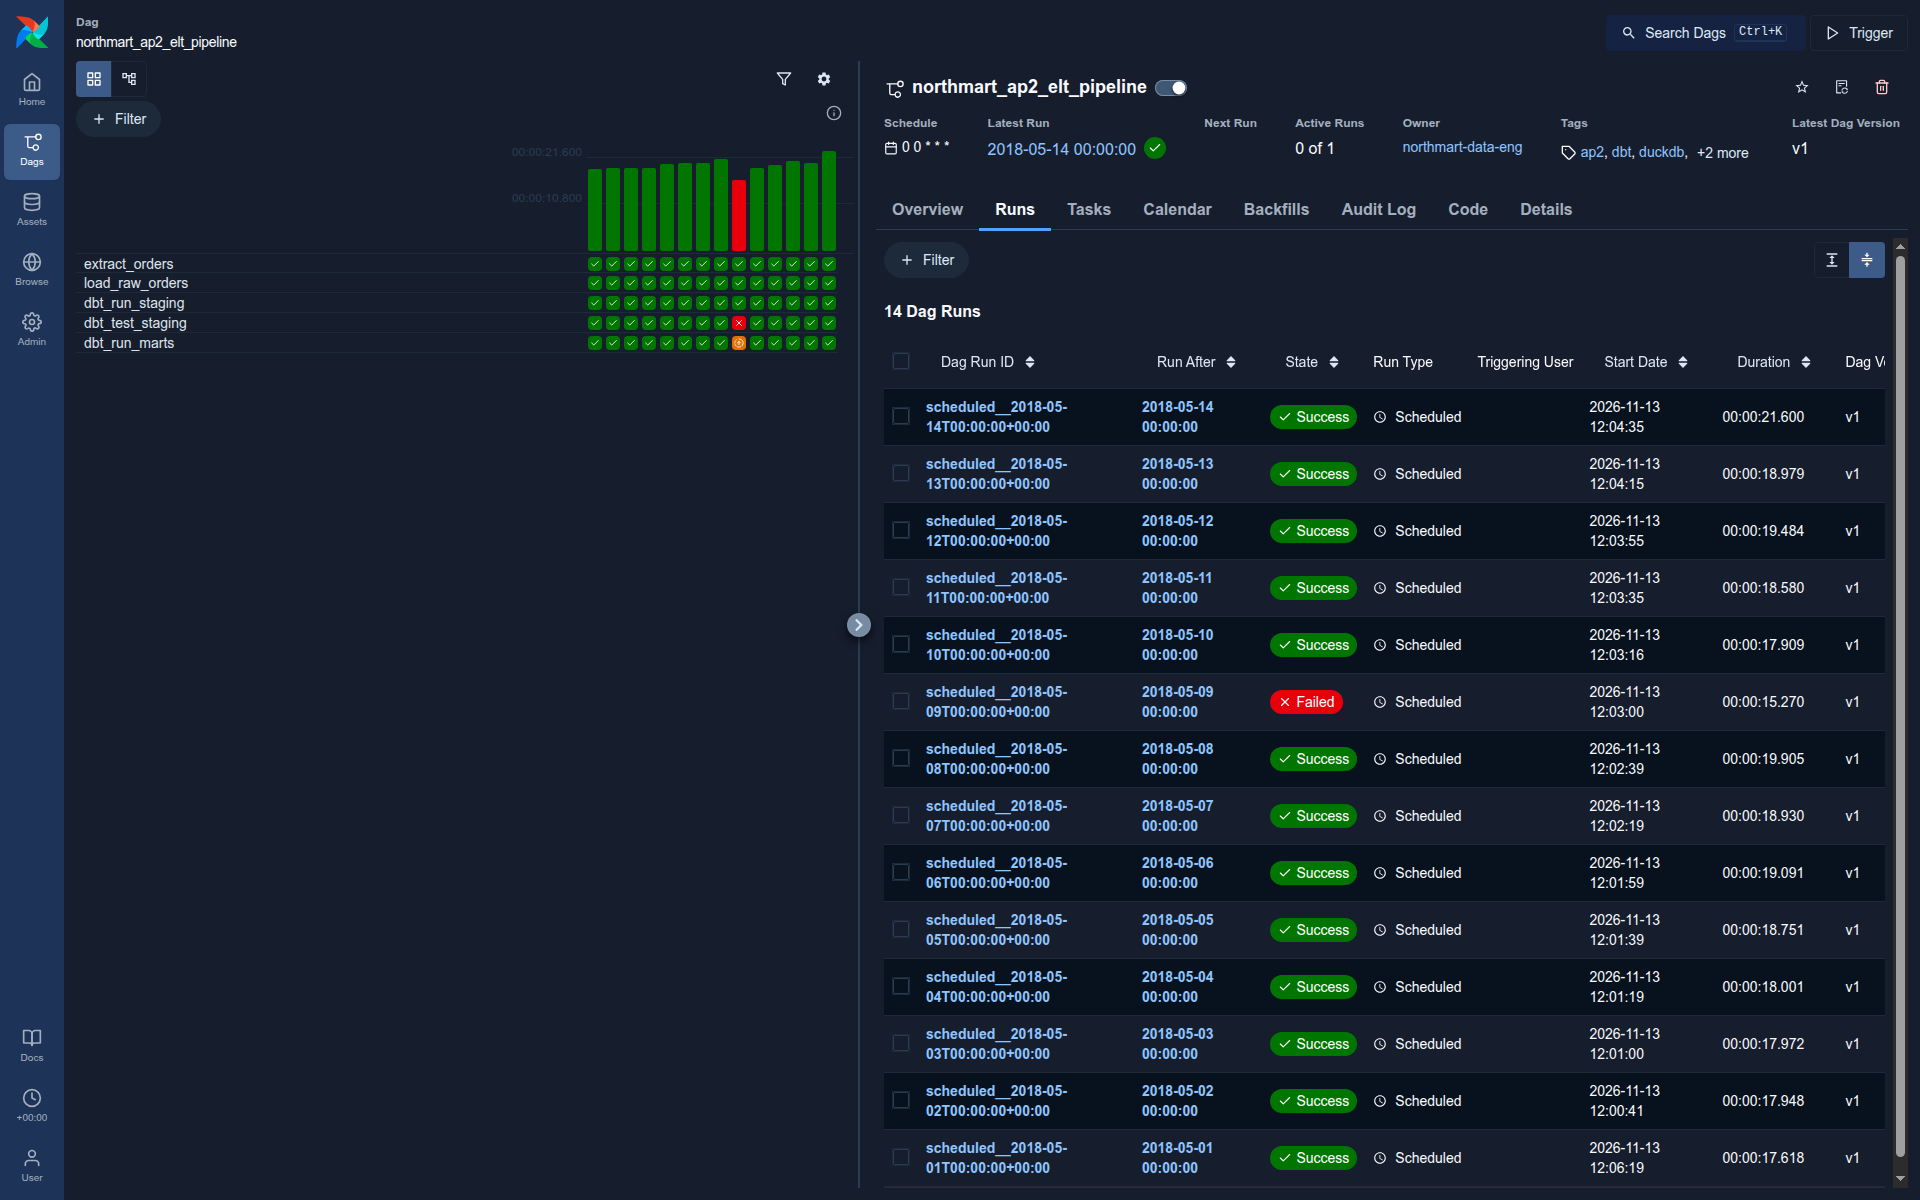 Dag
northmart_ap2_elt_pipeline
Search Dags Ctrl+K
Trigger
Home
Dags
Assets
Browse
Admin
Docs
+00:00
User
Filter
00:00:21.600
00:00:10.800
extract_orders
load_raw_orders
dbt_run_staging
dbt_test_staging
dbt_run_marts
northmart_ap2_elt_pipeline
Schedule Latest Run Next Run Active Runs Owner Tags Latest Dag Version
0 0 * * * 2018-05-14 00:00:00 0 of 1 northmart-data-eng ap2, dbt, duckdb, +2 more v1
Overview Runs Tasks Calendar Backfills Audit Log Code Details
Filter
14 Dag Runs
Dag Run ID Run After State Run Type Triggering User Start Date Duration Dag V
scheduled__2018-05-14T00:00:00+00:00 2018-05-14 00:00:00 Success Scheduled 2026-11-13 12:04:35 00:00:21.600 v1
scheduled__2018-05-13T00:00:00+00:00 2018-05-13 00:00:00 Success Scheduled 2026-11-13 12:04:15 00:00:18.979 v1
scheduled__2018-05-12T00:00:00+00:00 2018-05-12 00:00:00 Success Scheduled 2026-11-13 12:03:55 00:00:19.484 v1
scheduled__2018-05-11T00:00:00+00:00 2018-05-11 00:00:00 Success Scheduled 2026-11-13 12:03:35 00:00:18.580 v1
scheduled__2018-05-10T00:00:00+00:00 2018-05-10 00:00:00 Success Scheduled 2026-11-13 12:03:16 00:00:17.909 v1
scheduled__2018-05-09T00:00:00+00:00 2018-05-09 00:00:00 Failed Scheduled 2026-11-13 12:03:00 00:00:15.270 v1
scheduled__2018-05-08T00:00:00+00:00 2018-05-08 00:00:00 Success Scheduled 2026-11-13 12:02:39 00:00:19.905 v1
scheduled__2018-05-07T00:00:00+00:00 2018-05-07 00:00:00 Success Scheduled 2026-11-13 12:02:19 00:00:18.930 v1
scheduled__2018-05-06T00:00:00+00:00 2018-05-06 00:00:00 Success Scheduled 2026-11-13 12:01:59 00:00:19.091 v1
scheduled__2018-05-05T00:00:00+00:00 2018-05-05 00:00:00 Success Scheduled 2026-11-13 12:01:39 00:00:18.751 v1
scheduled__2018-05-04T00:00:00+00:00 2018-05-04 00:00:00 Success Scheduled 2026-11-13 12:01:19 00:00:18.001 v1
scheduled__2018-05-03T00:00:00+00:00 2018-05-03 00:00:00 Success Scheduled 2026-11-13 12:01:00 00:00:17.972 v1
scheduled__2018-05-02T00:00:00+00:00 2018-05-02 00:00:00 Success Scheduled 2026-11-13 12:00:41 00:00:17.948 v1
scheduled__2018-05-01T00:00:00+00:00 2018-05-01 00:00:00 Success Scheduled 2026-11-13 12:06:19 00:00:17.618 v1